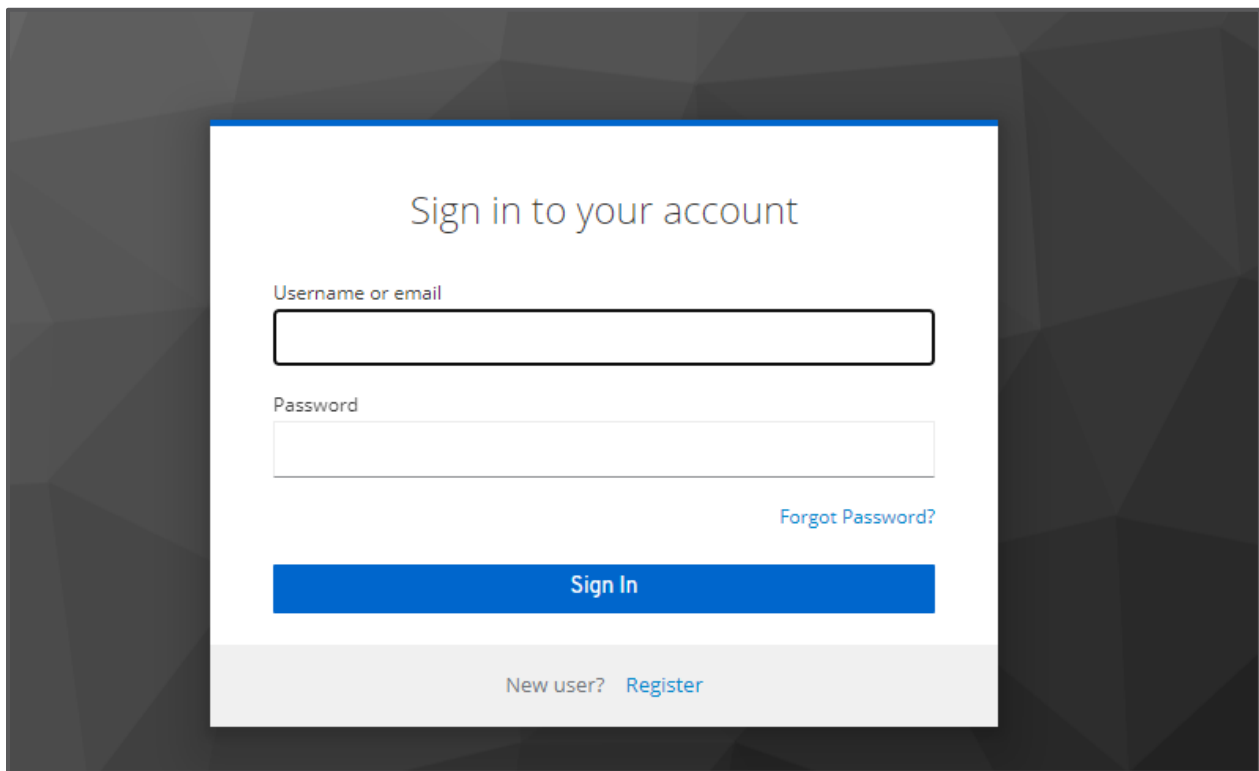 Sign in to your account
Username or email
Password
Forgot Password?
Sign In
New user? Register